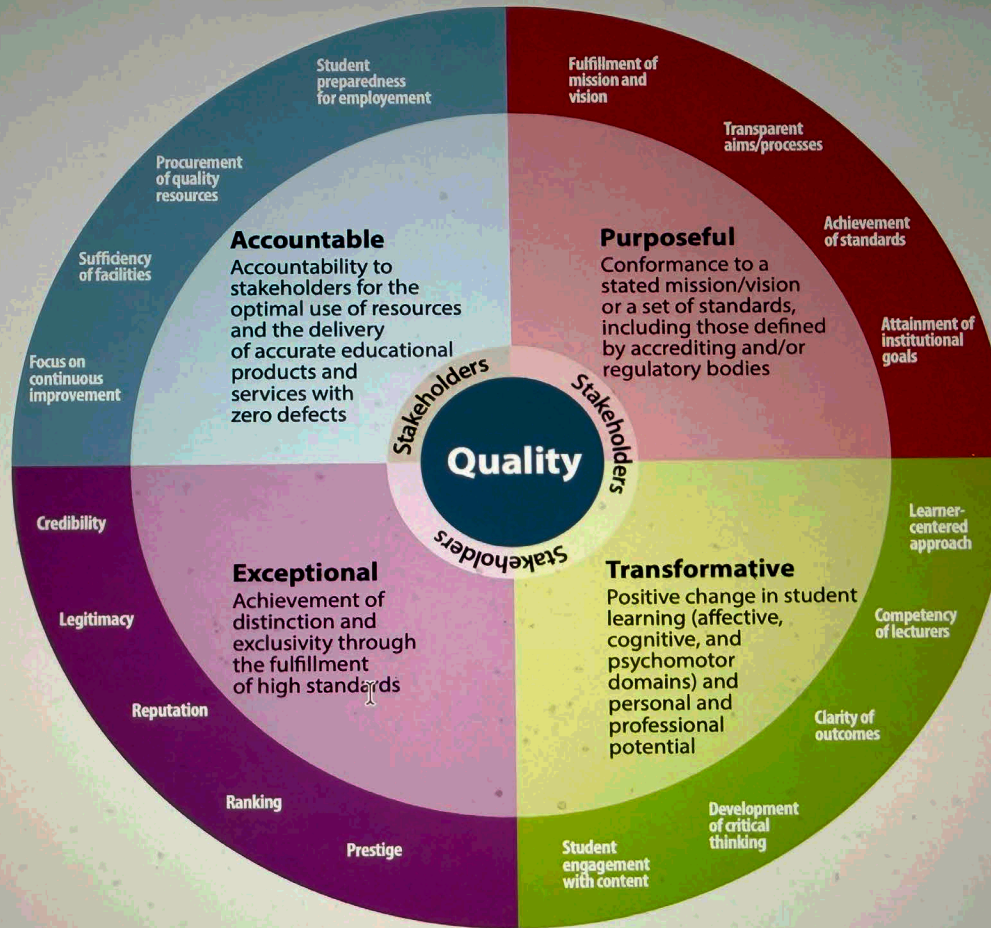 Student
preparedness
for employement
Procurement
of quality
resources
Sufficiency
of facilities
Focus on
continuous
improvement
Accountable
Accountability to
stakeholders for the
optimal use of resources
and the delivery
of accurate educational
products and
services with
zero defects
Fulfillment of
mission and
vision
Transparent
aims/processes
Achievement
of standards
Attainment of
institutional
goals
Purposeful
Conformance to a
stated mission/vision
or a set of standards,
including those defined
by accrediting and/or
regulatory bodies
Stakeholders
Stakeholders
Quality
Stakeholders
Credibility
Legitimacy
Reputation
Ranking
Prestige
Exceptional
Achievement of
distinction and
exclusivity through
the fulfillment
of high standards
Transformative
Positive change in student
learning (affective,
cognitive, and
psychomotor
domains) and
personal and
professional
potential
Learner-
centered
approach
Competency
of lecturers
Clarity of
outcomes
Development
of critical
thinking
Student
engagement
with content